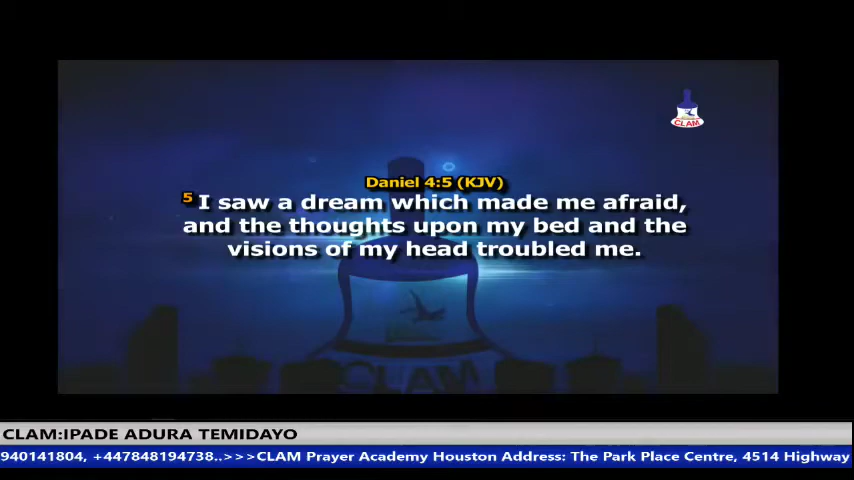 CLAM
Daniel 4:5 (KJV)
5 I saw a dream which made me afraid,
and the thoughts upon my bed and the
visions of my head troubled me.
CLAM
CLAM:IPADE ADURA TEMIDAYO
940141804, +447848194738..>>>CLAM Prayer Academy Houston Address: The Park Place Centre, 4514 Highway